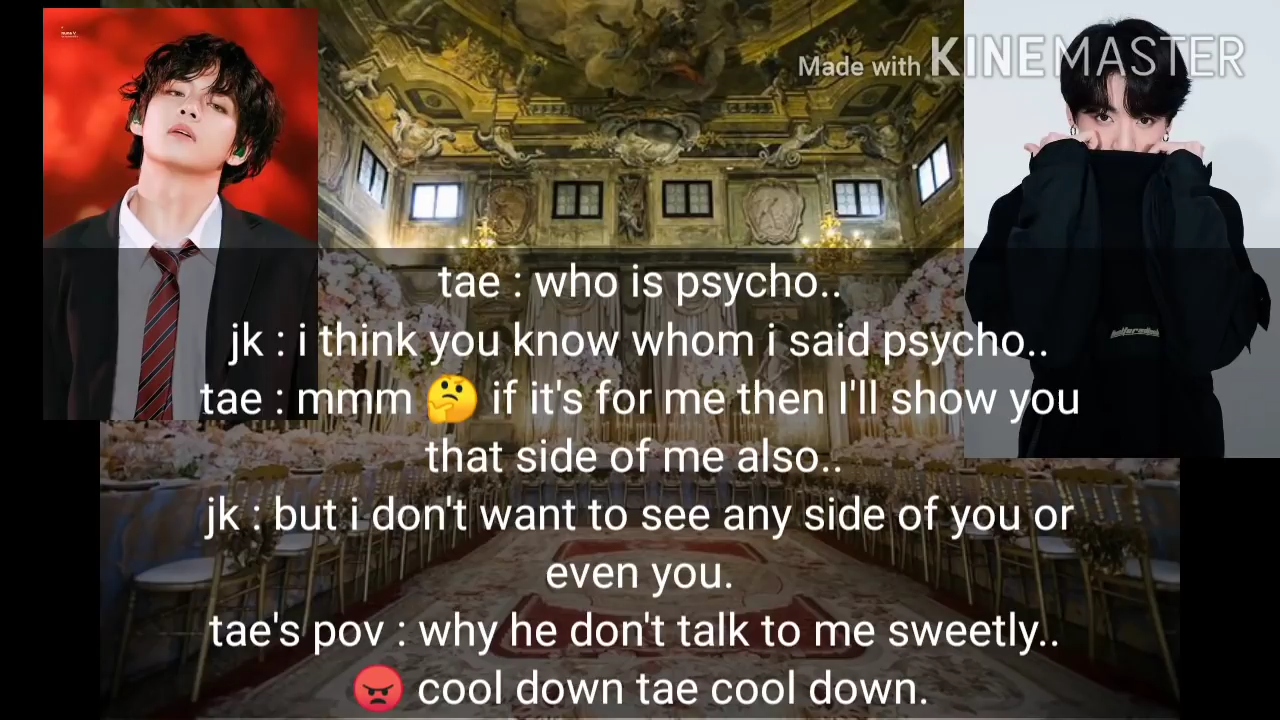 Made with KINEMASTER
tae : who is psycho..
jk : i think you know whom i said psycho..
tae : mmm 🤔 if it's for me then I'll show you
that side of me also..
jk : but i don't want to see any side of you or
even you.
tae's pov : why he don't talk to me sweetly..
😡 cool down tae cool down.